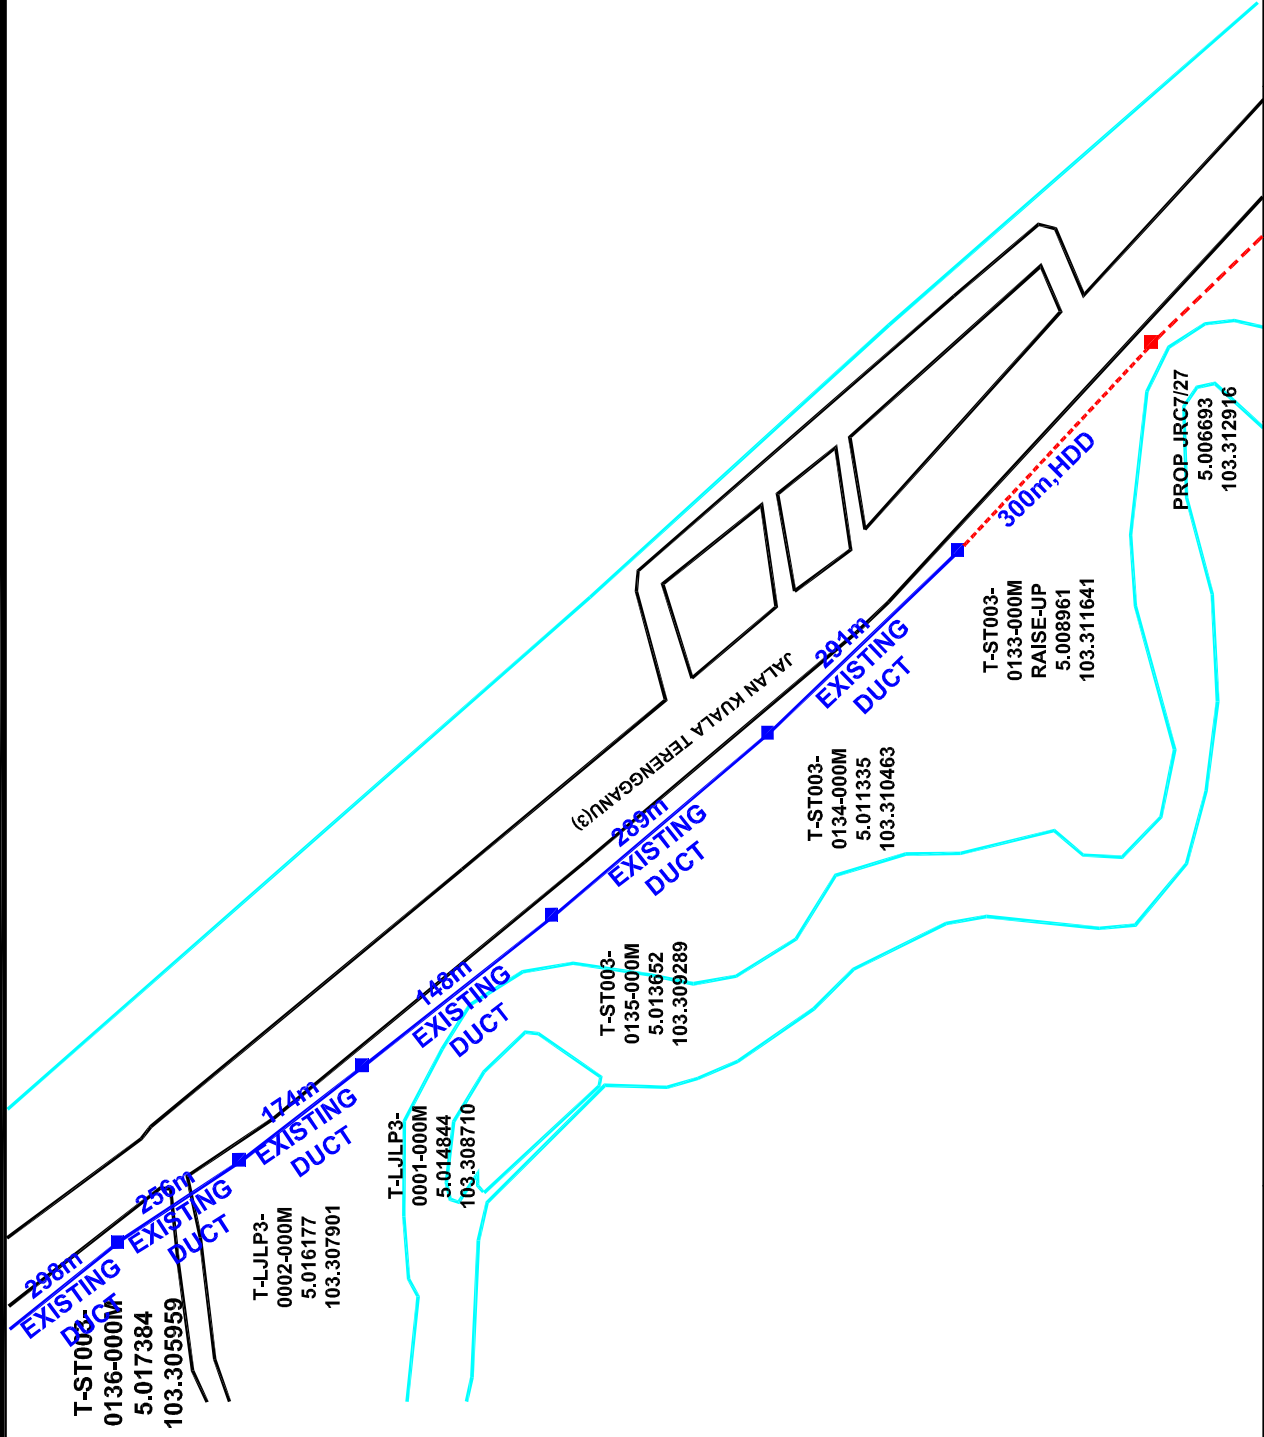 298m
EXISTING
DUCT
T-ST003-
0136-000M
5.017384
103.305959
256m
EXISTING
DUCT
T-LJLP3-
0002-000M
5.016177
103.307901
174m
EXISTING
DUCT
T-LJLP3-
0001-000M
5.014844
103.308710
148m
EXISTING
DUCT
T-ST003-
0135-000M
5.013652
103.309289
289m
EXISTING
DUCT
JALAN KUALA TERENGGANU(3)
T-ST003-
0134-000M
5.011335
103.310463
291m
EXISTING
DUCT
T-ST003-
0133-000M
RAISE-UP
5.008961
103.311641
300m,HDD
PROP JRC7/27
5.006693
103.312916